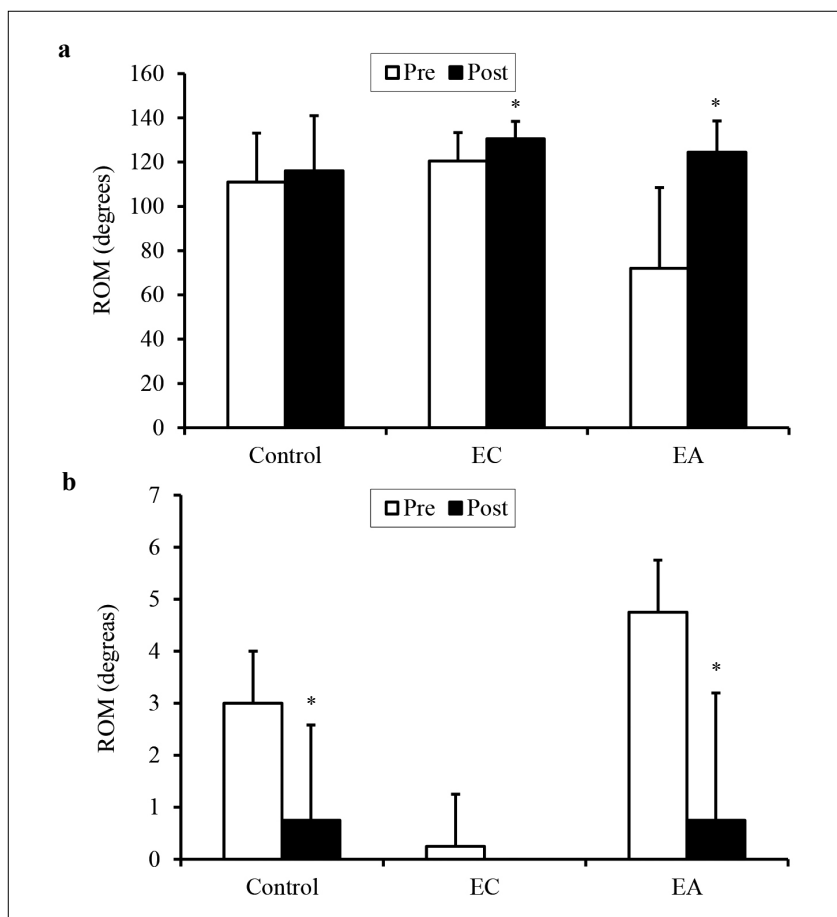 a
Pre Post
160
140
120
100
80
60
40
20
0
ROM (degrees)
* *
Control EC EA
b
Pre Post
7
6
5
4
3
2
1
0
ROM (degreas)
* *
Control EC EA